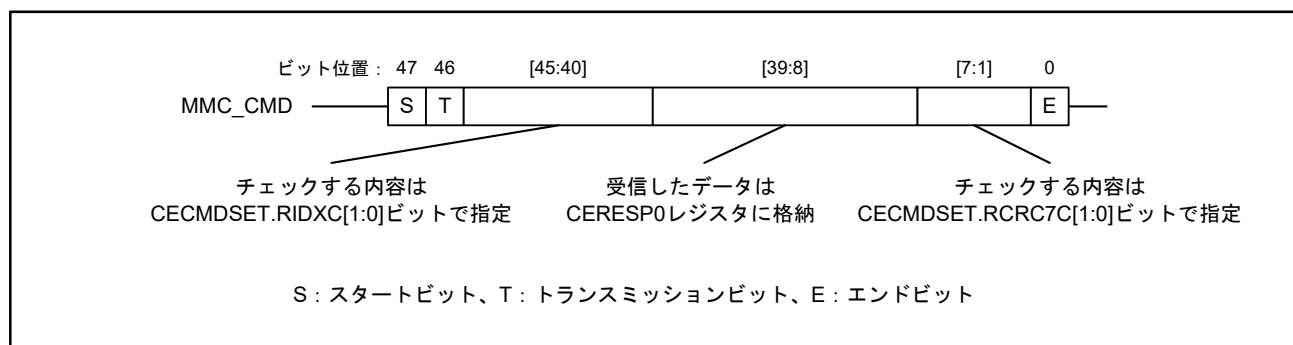 ビット位置： 47 46 [45:40] [39:8] [7:1] 0
MMC_CMD S T E
チェックする内容は
CECMDSET.RIDXC[1:0]ビットで指定
受信したデータは
CERESP0レジスタに格納
チェックする内容は
CECMDSET.RCRC7C[1:0]ビットで指定
S：スタートビット、T：トランスミッションビット、E：エンドビット